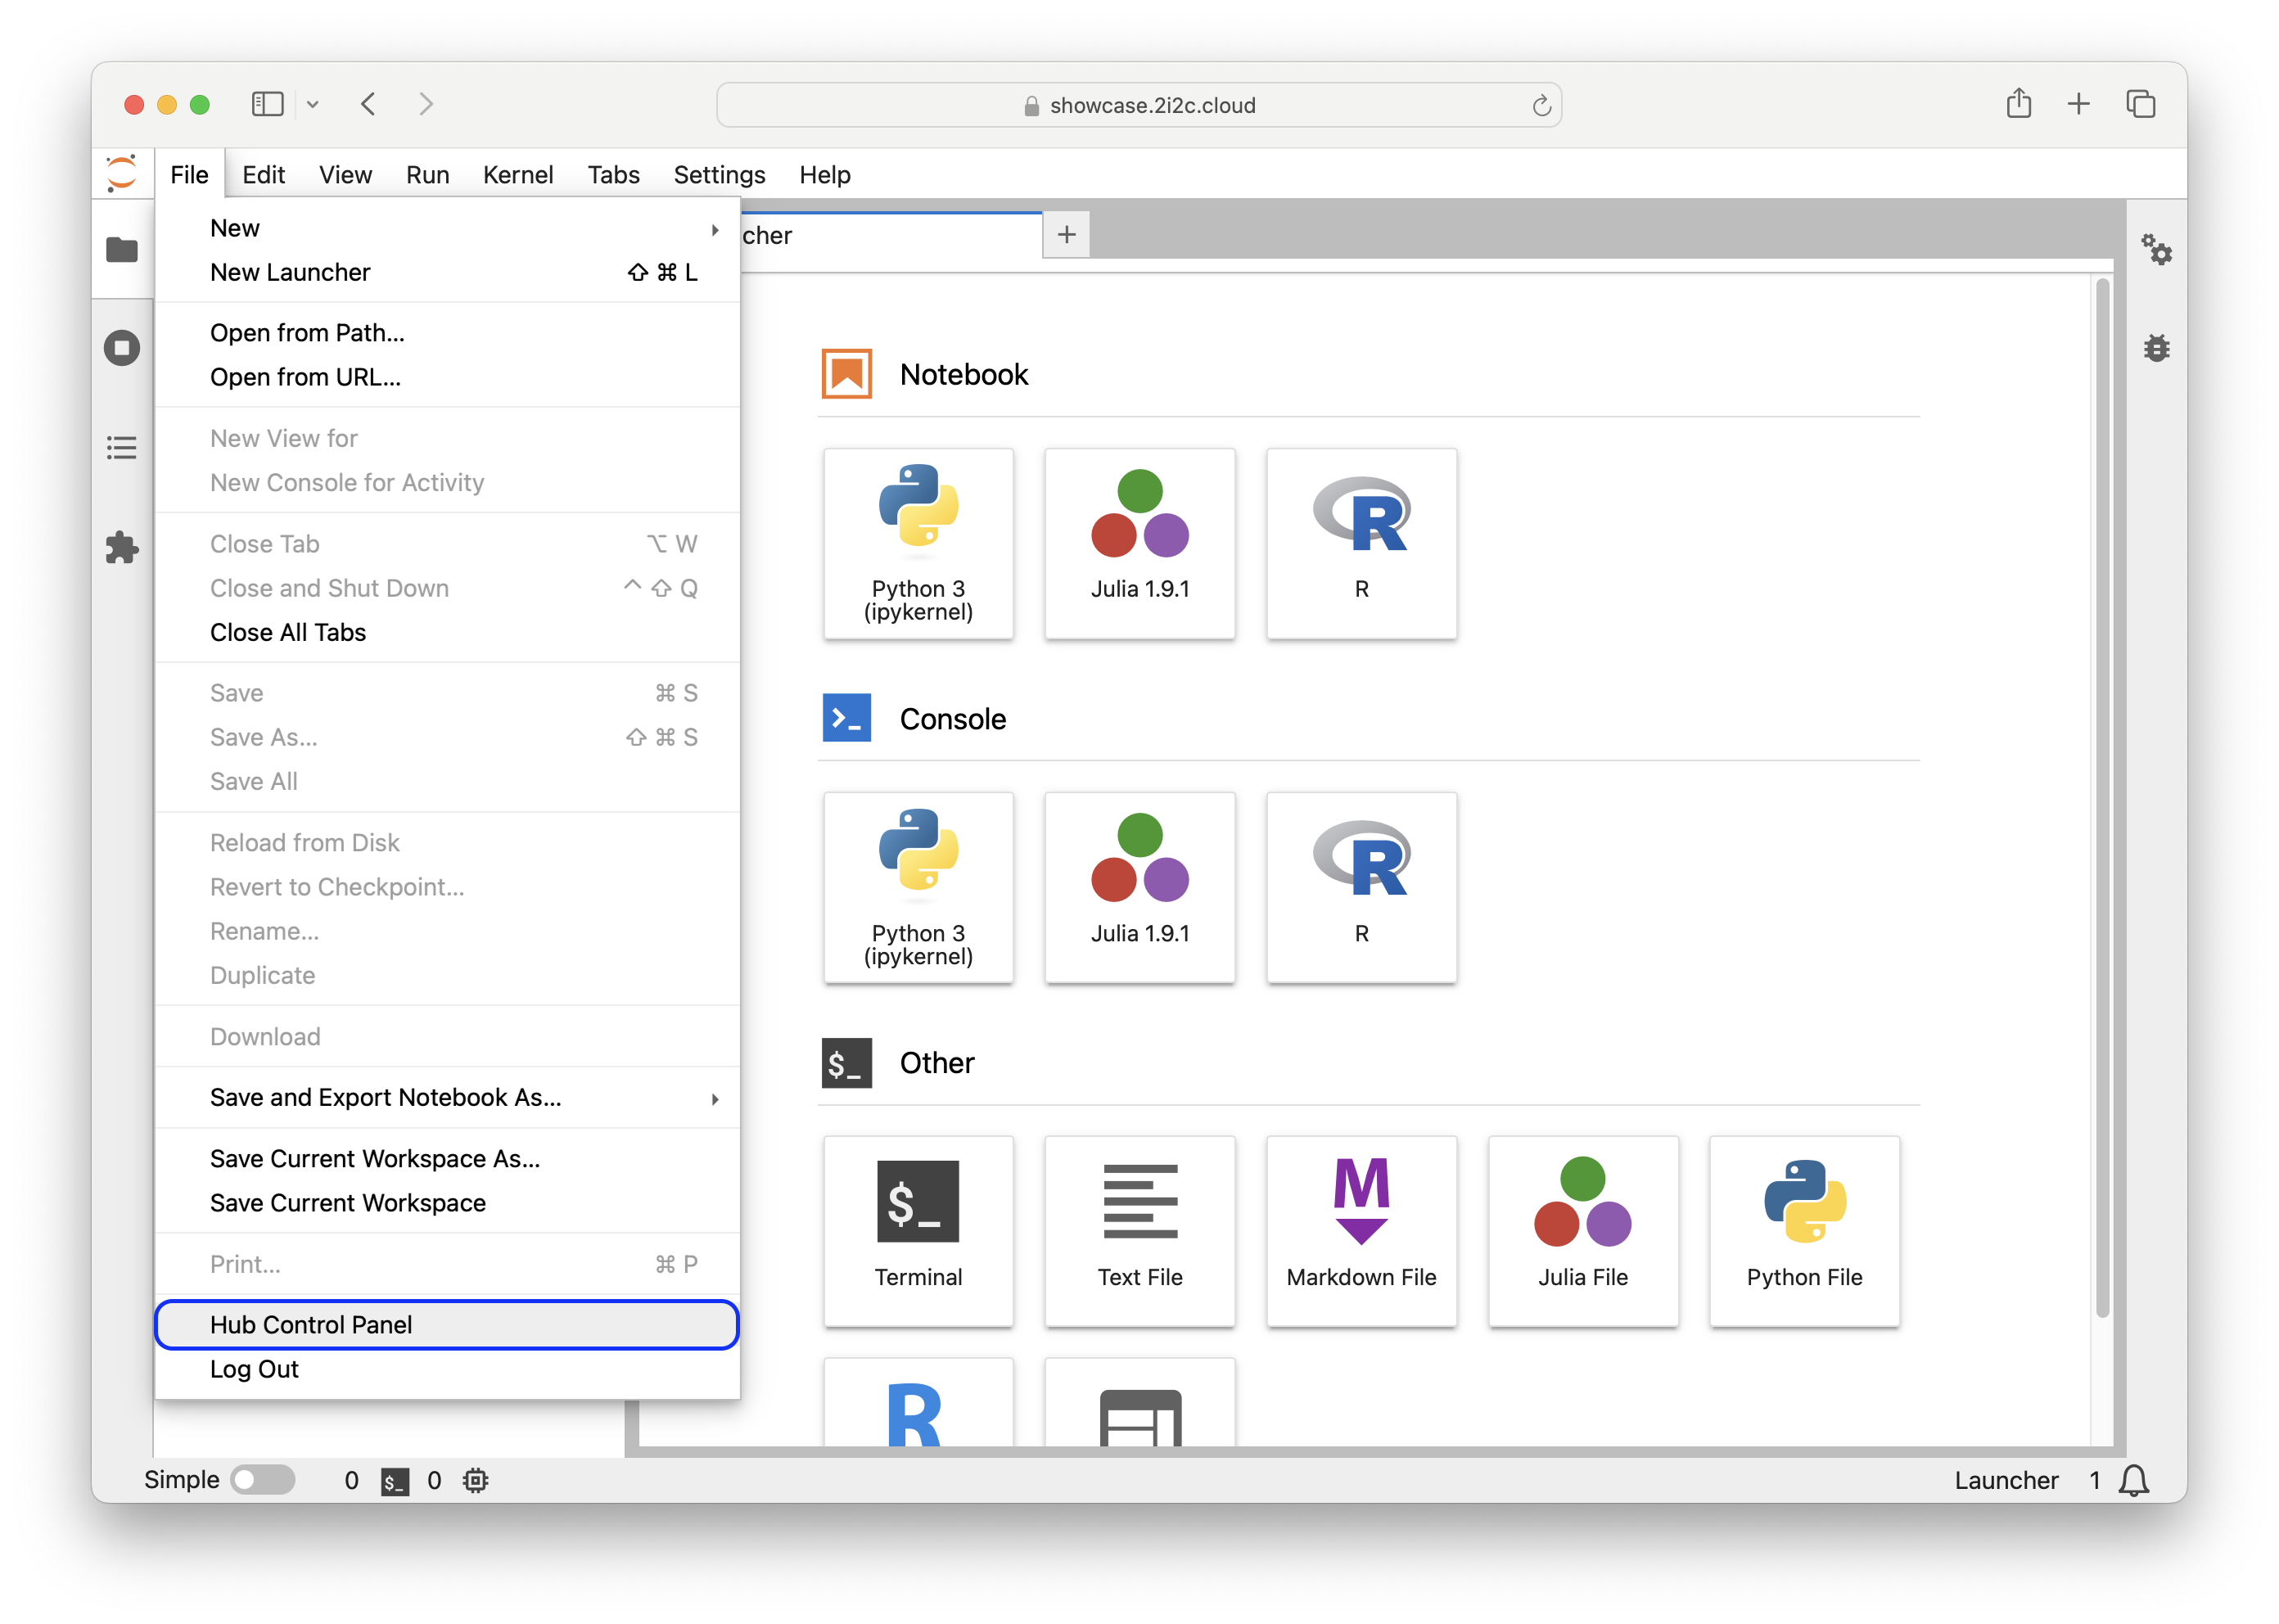 showcase.2i2c.cloud
File Edit View Run Kernel Tabs Settings Help
New
New Launcher ⇧ ⌘ L
Open from Path...
Open from URL...
New View for
New Console for Activity
Close Tab ⌥ W
Close and Shut Down ^ ⇧ Q
Close All Tabs
Save ⌘ S
Save As... ⇧ ⌘ S
Save All
Reload from Disk
Revert to Checkpoint...
Rename...
Duplicate
Download
Save and Export Notebook As...
Save Current Workspace As...
Save Current Workspace
Print... ⌘ P
Hub Control Panel
Log Out
cher
Notebook
Python 3
(ipykernel)
Julia 1.9.1
R
R
>_ Console
Python 3
(ipykernel)
Julia 1.9.1
R
R
$_ Other
$_
Terminal
Text File
M
Markdown File
Julia File
Python File
R
Simple 0 $_ 0
Launcher 1